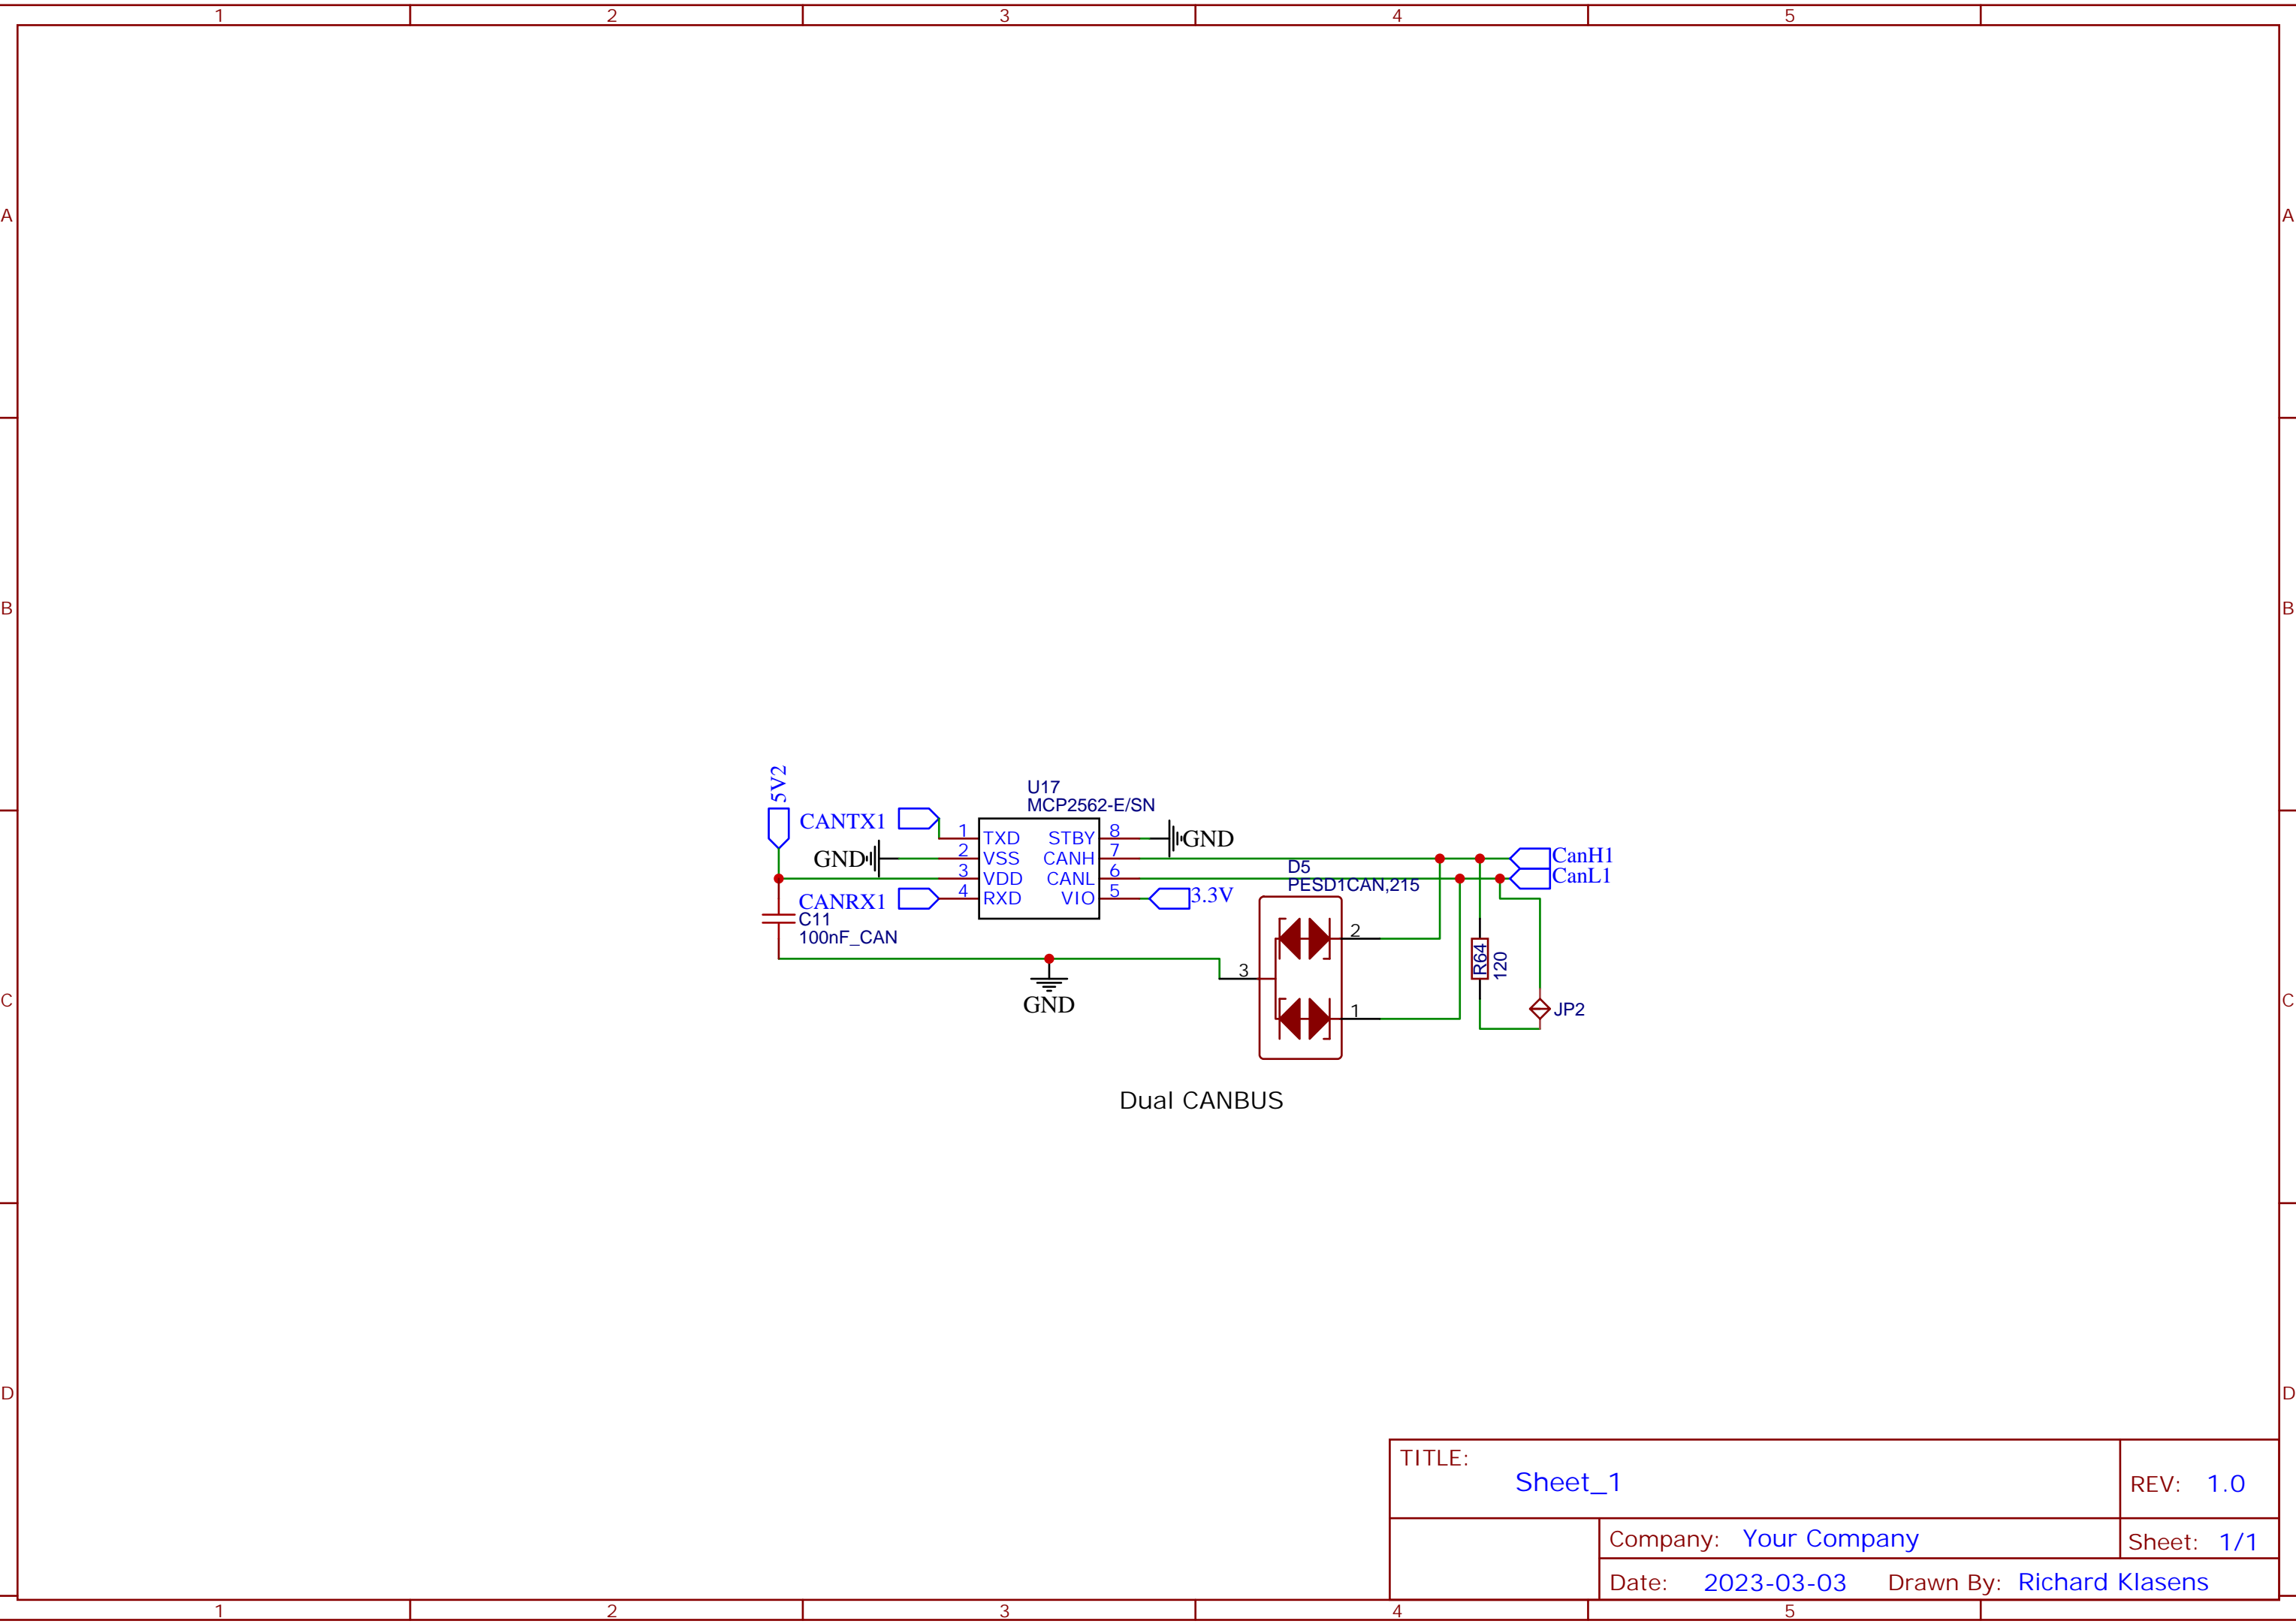 1 2 3 4 5
A A
B B
5V2
U17
MCP2562-E/SN
CANTX1
1 TXD STBY 8 GND
GND 2 VSS CANH 7 CanH1
3 VDD CANL 6 CanL1
CANRX1 4 RXD VIO 5 3.3V
D5
PESD1CAN,215
C11
100nF_CAN
2
3
R64
120
1
JP2
GND
C C
Dual CANBUS
D D
TITLE:
Sheet_1
REV: 1.0
Company: Your Company
Sheet: 1/1
Date: 2023-03-03 Drawn By: Richard Klasens
1 2 3 4 5